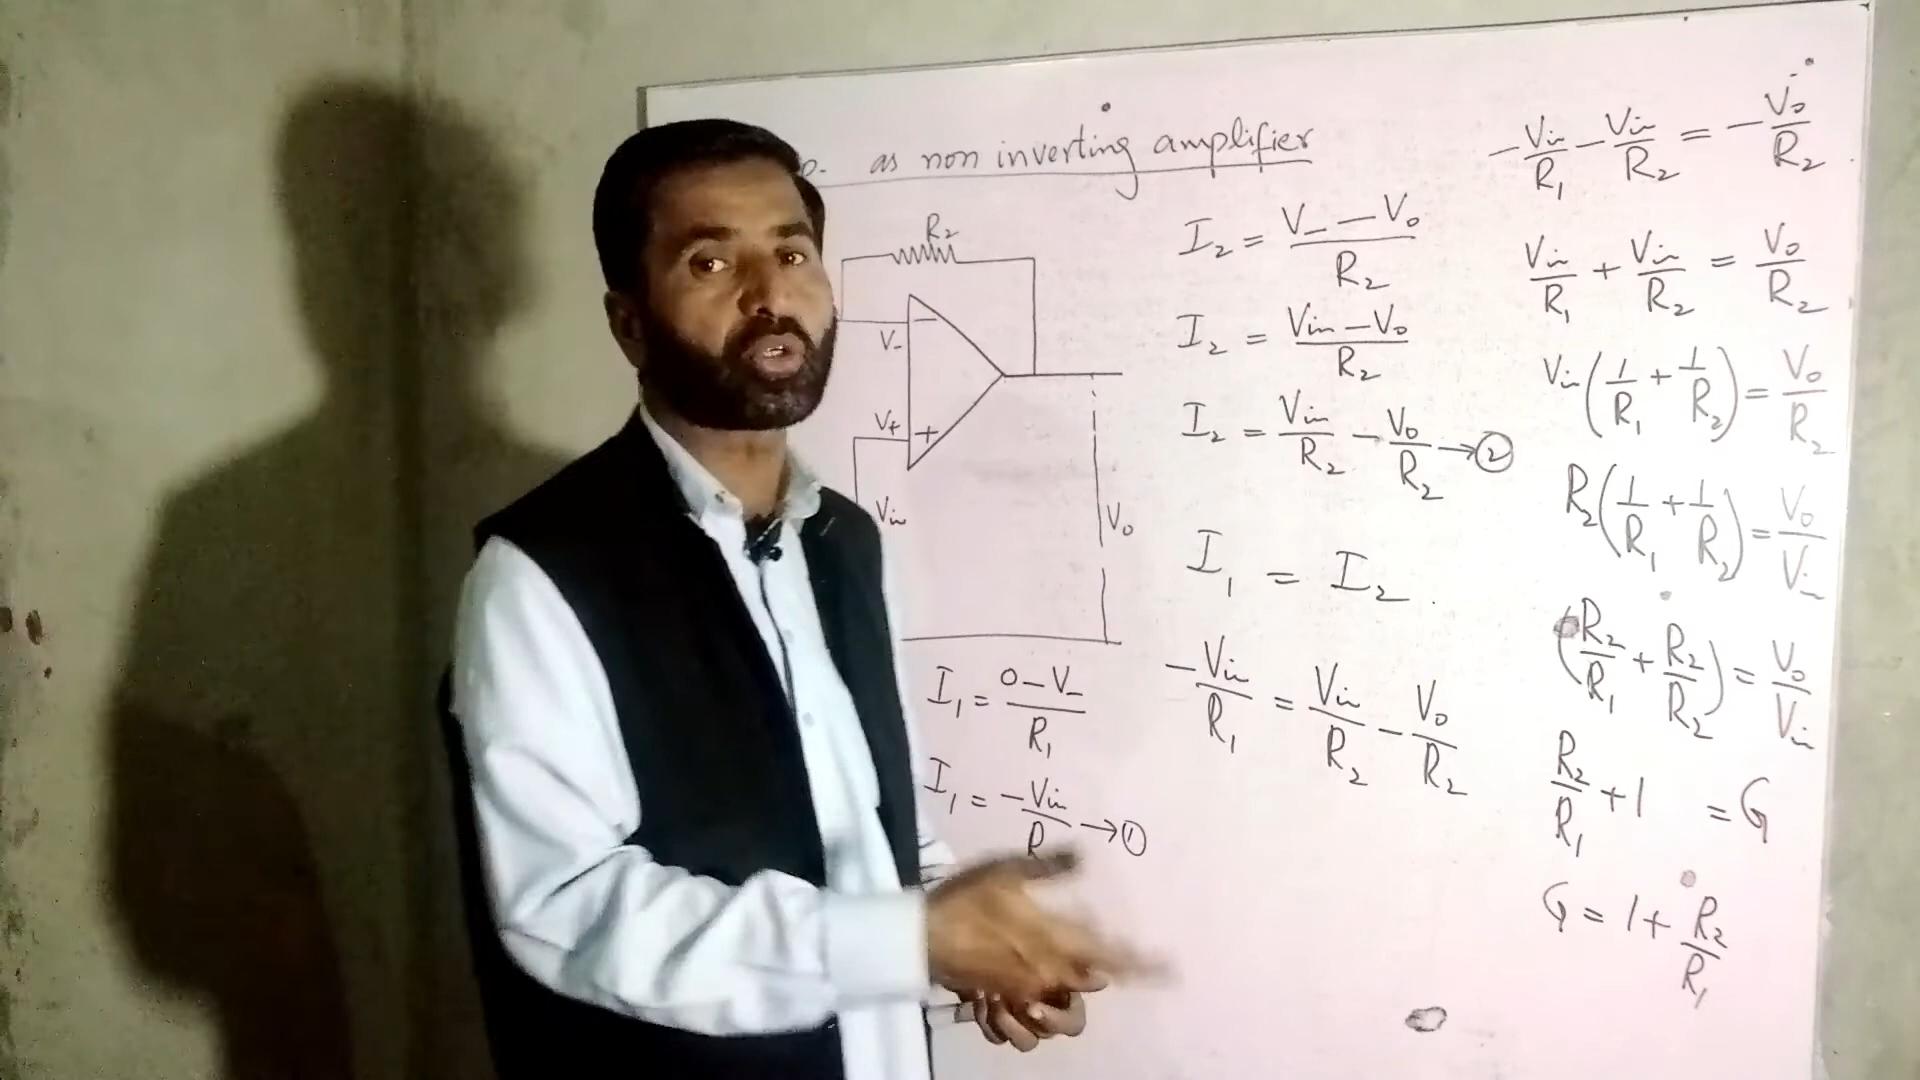 as non inverting amplifier
R₂
V₋
−
V₊
+
Vin
V₀
I₁ = (0 − V₋)/R₁
I₁ = −Vin/R → ①
I₂ = (V₋ − V₀)/R₂
I₂ = (Vin − V₀)/R₂
I₂ = Vin/R₂ − V₀/R₂ → ②
I₁ = I₂.
−Vin/R₁ = Vin/R₂ − V₀/R₂
−Vin/R₁ − Vin/R₂ = −V₀/R₂
Vin/R₁ + Vin/R₂ = V₀/R₂
Vin(1/R₁ + 1/R₂) = V₀/R₂
R₂(1/R₁ + 1/R₂) = V₀/Vin
(R₂/R₁ + R₂/R₂) = V₀/Vin
R₂/R₁ + 1 = G
G = 1 + R₂/R₁